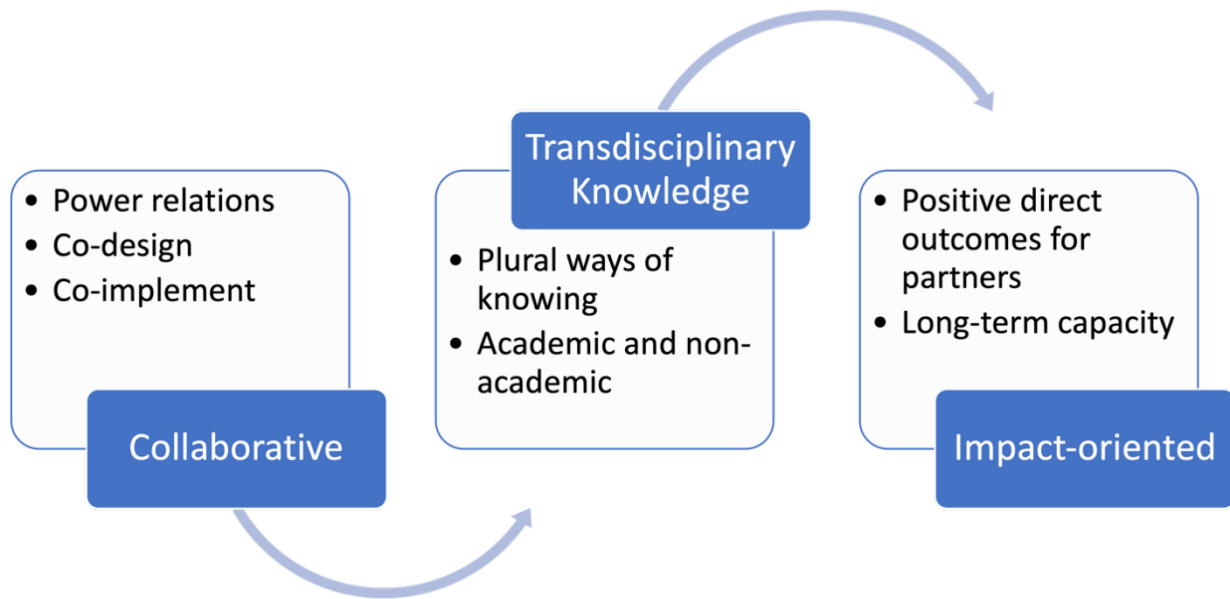 • Power relations
• Co-design
• Co-implement
Collaborative
Transdisciplinary
Knowledge
• Plural ways of
knowing
• Academic and non-
academic
• Positive direct
outcomes for
partners
• Long-term capacity
Impact-oriented